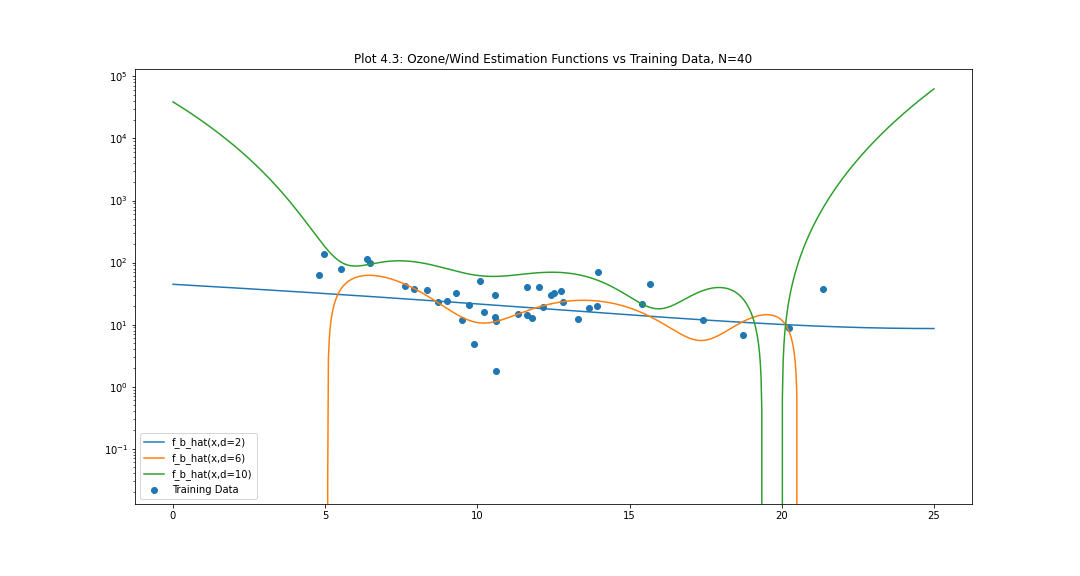 Plot 4.3: Ozone/Wind Estimation Functions vs Training Data, N=40
10⁵
10⁴
10³
10²
10¹
10⁰
10⁻¹
f_b_hat(x,d=2)
f_b_hat(x,d=6)
f_b_hat(x,d=10)
Training Data
0 5 10 15 20 25